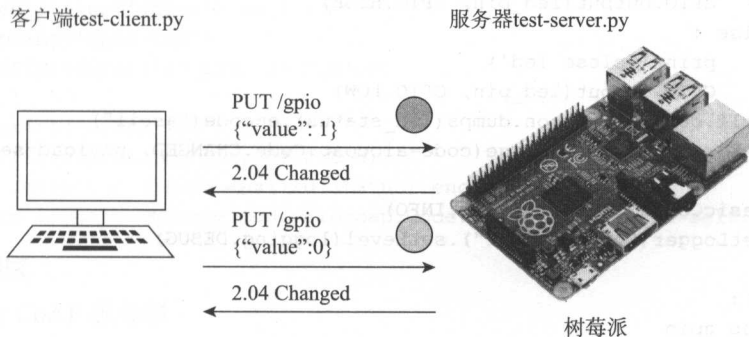 客户端test-client.py
服务器test-server.py
PUT /gpio
{“value”: 1}
2.04 Changed
PUT /gpio
{“value”:0}
2.04 Changed
树莓派